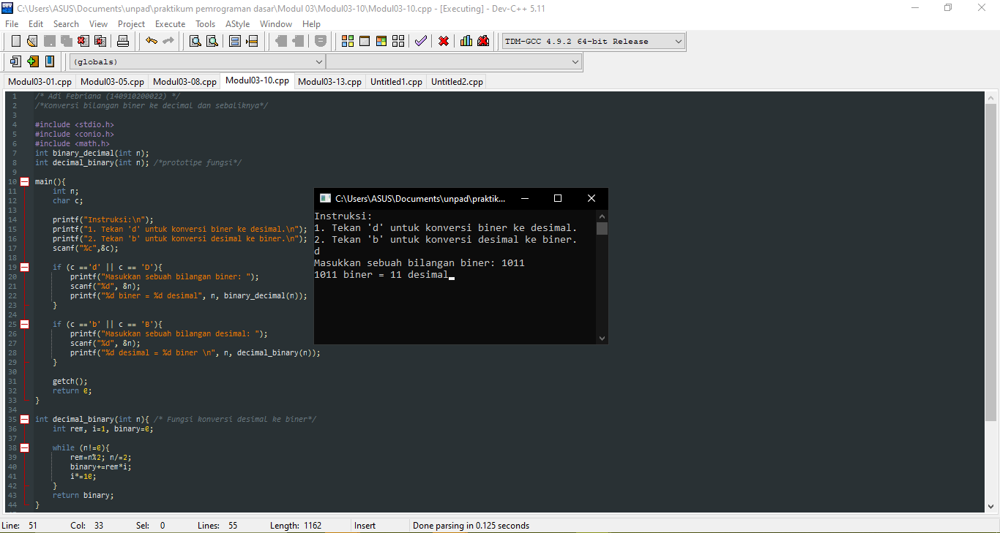 C:\Users\ASUS\Documents\unpad\praktikum pemrograman dasar\Modul 03\Modul03-10\Modul03-10.cpp - [Executing] - Dev-C++ 5.11
File Edit Search View Project Execute Tools AStyle Window Help
TDM-GCC 4.9.2 64-bit Release
(globals)
Modul03-01.cpp Modul03-05.cpp Modul03-08.cpp Modul03-10.cpp Modul03-13.cpp Untitled1.cpp Untitled2.cpp
1 /* Adi Febriana (140910200022) */
2 /*Konversi bilangan biner ke decimal dan sebaliknya*/
3
4 #include <stdio.h>
5 #include <conio.h>
6 #include <math.h>
7 int binary_decimal(int n);
8 int decimal_binary(int n); /*prototipe fungsi*/
9
10 main(){
11 int n;
12 char c;
13
14 printf("Instruksi:\n");
15 printf("1. Tekan 'd' untuk konversi biner ke desimal.\n");
16 printf("2. Tekan 'b' untuk konversi desimal ke biner.\n");
17 scanf("%c",&c);
18
19 if (c =='d' || c == 'D'){
20 printf("Masukkan sebuah bilangan biner: ");
21 scanf("%d", &n);
22 printf("%d biner = %d desimal", n, binary_decimal(n));
23 }
24
25 if (c =='b' || c == 'B'){
26 printf("Masukkan sebuah bilangan desimal: ");
27 scanf("%d", &n);
28 printf("%d desimal = %d biner \n", n, decimal_binary(n));
29 }
30
31 getch();
32 return 0;
33 }
34
35 int decimal_binary(int n){ /* Fungsi konversi desimal ke biner*/
36 int rem, i=1, binary=0;
37
38 while (n!=0){
39 rem=n%2; n/=2;
40 binary+=rem*i;
41 i*=10;
42 }
43 return binary;
44 }
C:\Users\ASUS\Documents\unpad\praktik...
Instruksi:
1. Tekan 'd' untuk konversi biner ke desimal.
2. Tekan 'b' untuk konversi desimal ke biner.
d
Masukkan sebuah bilangan biner: 1011
1011 biner = 11 desimal
Line: 51 Col: 33 Sel: 0 Lines: 55 Length: 1162 Insert Done parsing in 0.125 seconds